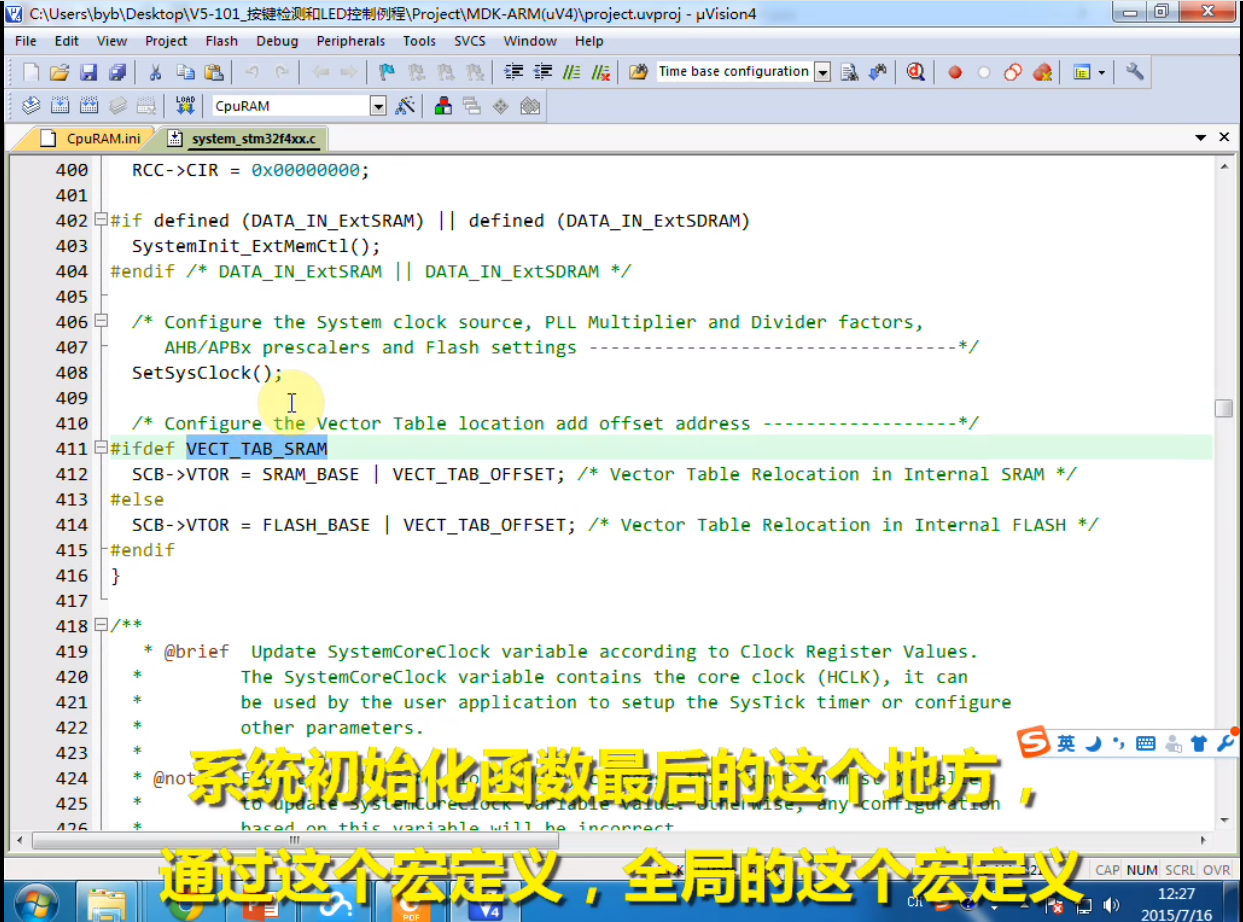 C:\Users\byb\Desktop\V5-101_按键检测和LED控制例程\Project\MDK-ARM(uV4)\project.uvproj - µVision4
File Edit View Project Flash Debug Peripherals Tools SVCS Window Help
Time base configuration
LOAD CpuRAM
CpuRAM.ini system_stm32f4xx.c
400 RCC->CIR = 0x00000000;
401
402 #if defined (DATA_IN_ExtSRAM) || defined (DATA_IN_ExtSDRAM)
403 SystemInit_ExtMemCtl();
404 #endif /* DATA_IN_ExtSRAM || DATA_IN_ExtSDRAM */
405
406 /* Configure the System clock source, PLL Multiplier and Divider factors,
407 AHB/APBx prescalers and Flash settings ----------------------------------*/
408 SetSysClock();
409
410 /* Configure the Vector Table location add offset address ------------------*/
411 #ifdef VECT_TAB_SRAM
412 SCB->VTOR = SRAM_BASE | VECT_TAB_OFFSET; /* Vector Table Relocation in Internal SRAM */
413 #else
414 SCB->VTOR = FLASH_BASE | VECT_TAB_OFFSET; /* Vector Table Relocation in Internal FLASH */
415 #endif
416 }
417
418 /**
419 * @brief Update SystemCoreClock variable according to Clock Register Values.
420 * The SystemCoreClock variable contains the core clock (HCLK), it can
421 * be used by the user application to setup the SysTick timer or configure
422 * other parameters.
423 *
424 * @not
系统初始化函数最后的这个地方，
425 * to update SystemCoreClock variable value. Otherwise, any configuration
426 * based on this variable will be incorrect.
英
通过这个宏定义，全局的这个宏定义
CAP NUM SCRL OVR
CH
12:27
2015/7/16